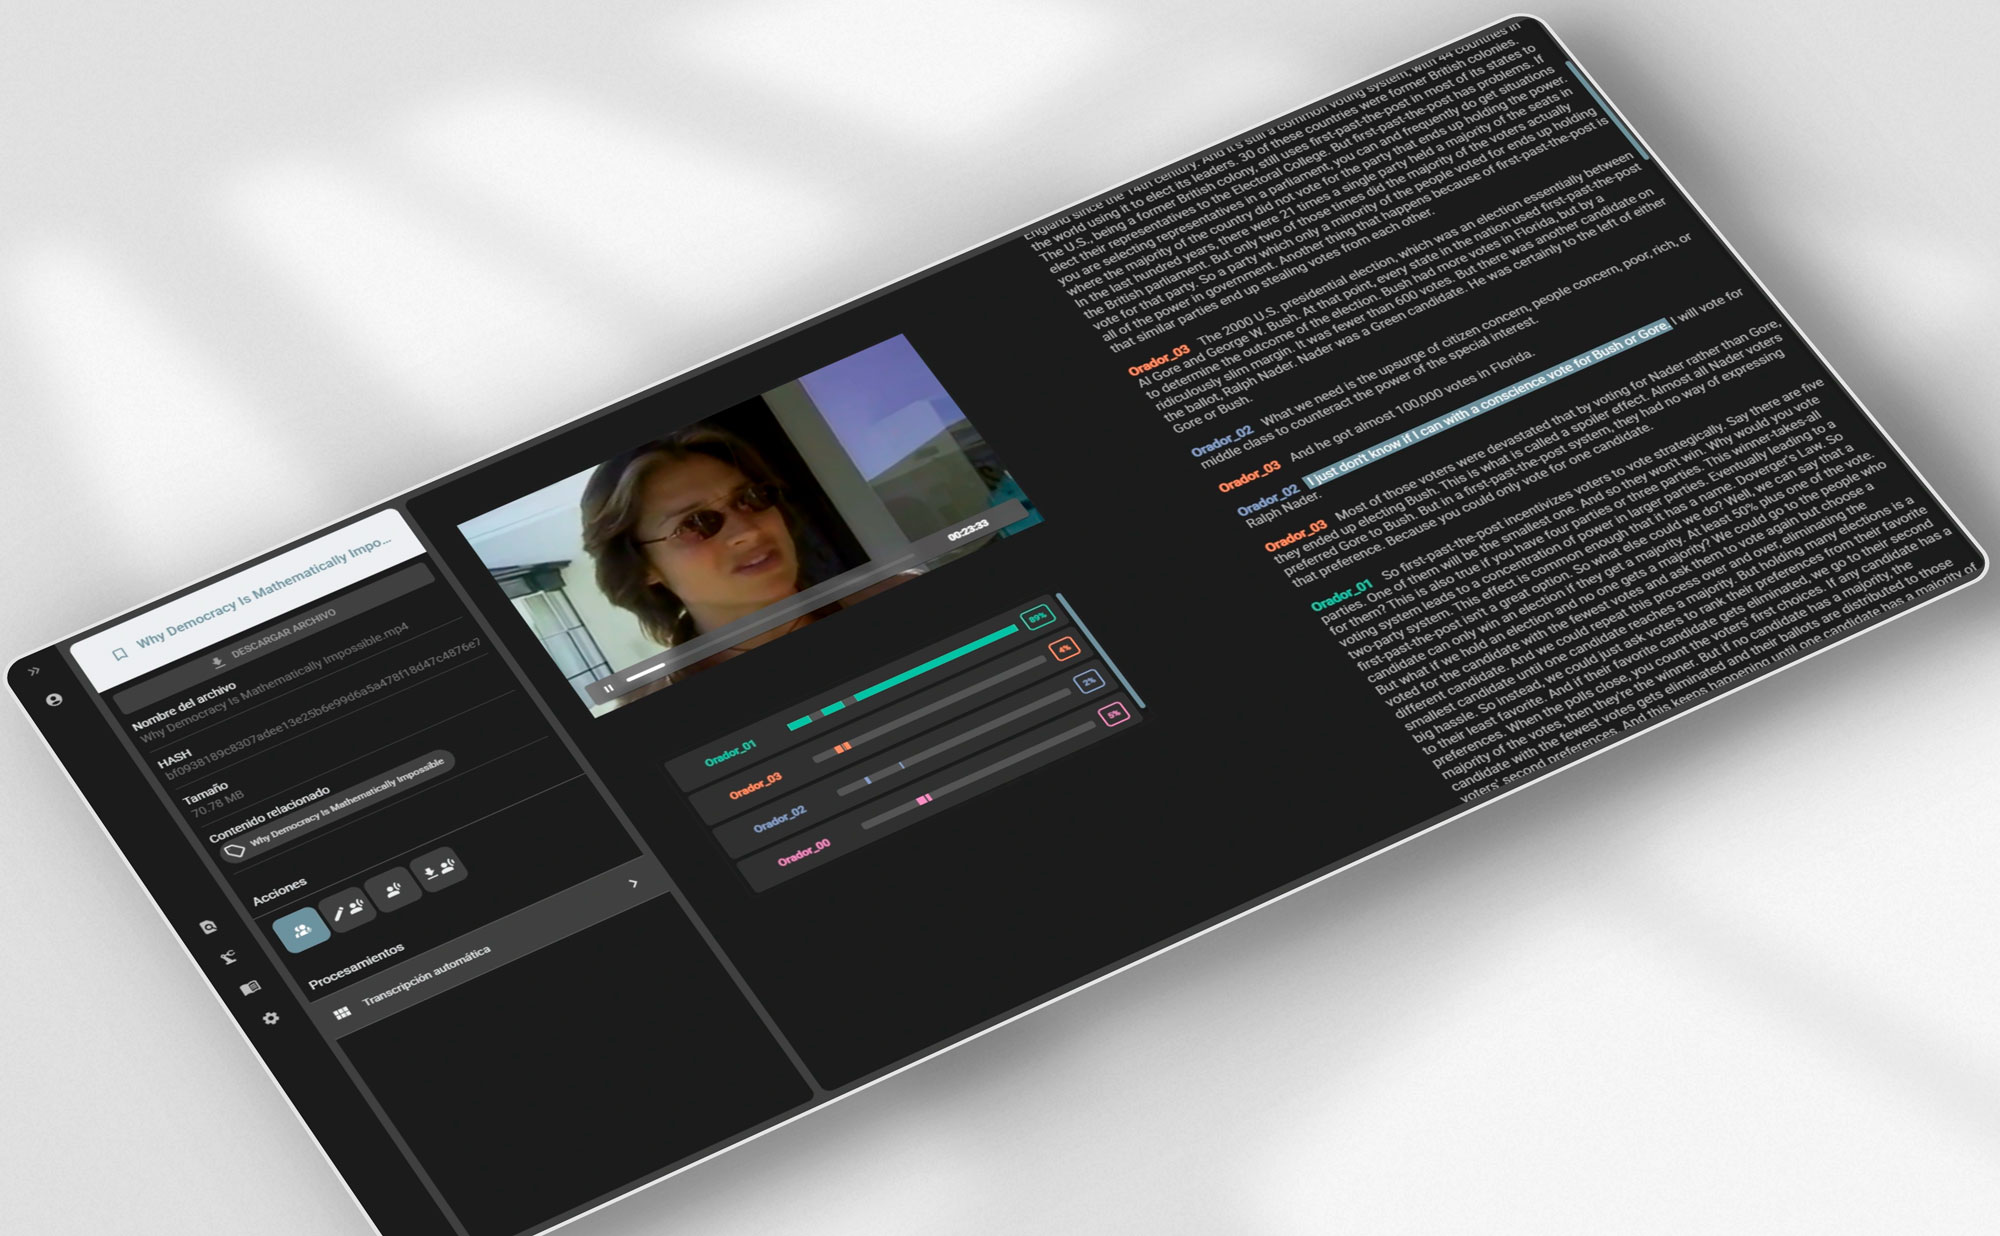 Why Democracy Is Mathematically Impo...
DESCARGAR ARCHIVO
Nombre del archivo
Why Democracy Is Mathematically Impossible.mp4
HASH
Tamaño
70.78 MB
Contenido relacionado
Why Democracy Is Mathematically Impossible
Acciones
Procesamientos
Transcripción automática
00:23:33
Orador_01
89%
Orador_03
4%
Orador_02
2%
Orador_00
5%
England since the 14th century. And it's still a common voting system, with 44 countries in
the world using it to elect its leaders. 30 of these countries were former British colonies.
The U.S., being a former British colony, still uses first-past-the-post in most of its states to
elect their representatives to the Electoral College. But first-past-the-post has problems. If
you are selecting representatives in a parliament, you can and frequently do get situations
where the majority of the country did not vote for the party that ends up holding the power.
In the last hundred years, there were 21 times a single party held a majority of the seats in
the British parliament. But only two of those times did the majority of the voters actually
vote for that party. So a party which only a minority of the people voted for ends up holding
all of the power in government. Another thing that happens because of first-past-the-post is
that similar parties end up stealing votes from each other.
Orador_03 The 2000 U.S. presidential election, which was an election essentially between
Al Gore and George W. Bush. At that point, every state in the nation used first-past-the-post
to determine the outcome of the election. Bush had more votes in Florida, but by a
ridiculously slim margin. It was fewer than 600 votes. But there was another candidate on
the ballot. Ralph Nader. Nader was a Green candidate. He was certainly to the left of either
Gore or Bush.
Orador_02 What we need is the upsurge of citizen concern, people concern, poor, rich, or
middle class to counteract the power of the special interest.
Orador_03 And he got almost 100,000 votes in Florida.
Orador_02 I just don't know if I can with a conscience vote for Bush or Gore. I will vote for
Ralph Nader.
Orador_03 Most of those voters were devastated that by voting for Nader rather than Gore,
they ended up electing Bush. This is what is called a spoiler effect. Almost all Nader voters
preferred Gore to Bush. But in a first-past-the-post system, they had no way of expressing
that preference. Because you could only vote for one candidate.
Orador_01 So first-past-the-post incentivizes voters to vote strategically. Say there are five
parties. One of them will be the smallest one. And so they won't win. Why would you vote
for them? This is also true if you have four parties or three parties. This winner-takes-all
voting system leads to a concentration of power in larger parties. Eventually leading to a
two-party system. This effect is common enough that it has a name. Doverger's Law. So
first-past-the-post isn't a great option. So what else could we do? Well, we can say that a
candidate can only win an election if they get a majority. At least 50% plus one of the vote.
But what if we hold an election and no one gets a majority? We could go to the people who
voted for the candidate with the fewest votes and ask them to vote again but choose a
different candidate. And we could repeat this process over and over, eliminating the
smallest candidate until one candidate reaches a majority. But holding many elections is a
big hassle. So instead, we could just ask voters to rank their preferences from their favorite
to their least favorite. And if their favorite candidate gets eliminated, we go to their second
preferences. When the polls close, you count the voters' first choices. If any candidate has a
majority of the votes, then they're the winner. But if no candidate has a majority, the
candidate with the fewest votes gets eliminated and their ballots are distributed to those
voters' second preferences. And this keeps happening until one candidate has a majority of